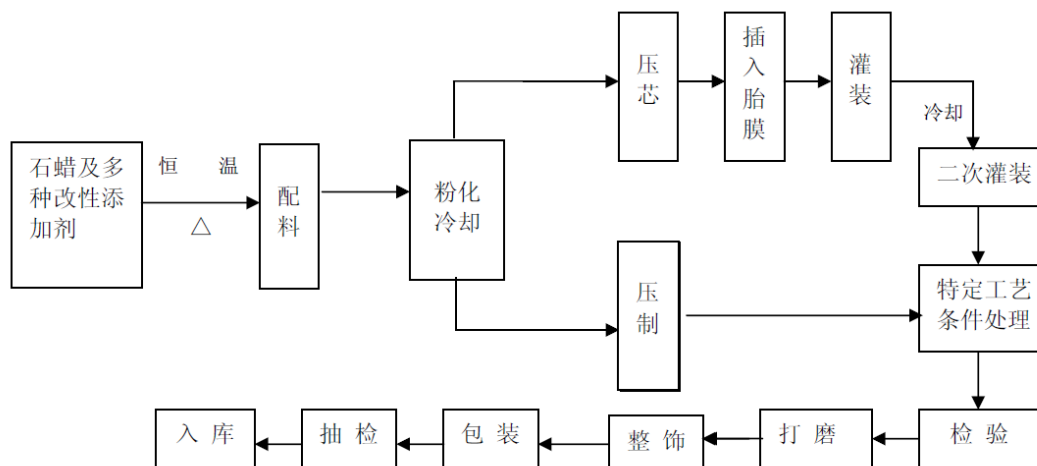 石蜡及多
种改性添
加剂
恒 温
△
配
料
粉化
冷却
压
芯
插
入
胎
膜
灌
装
冷却
二次灌装
压
制
特定工艺
条件处理
检 验
打 磨
整 饰
包 装
抽 检
入 库